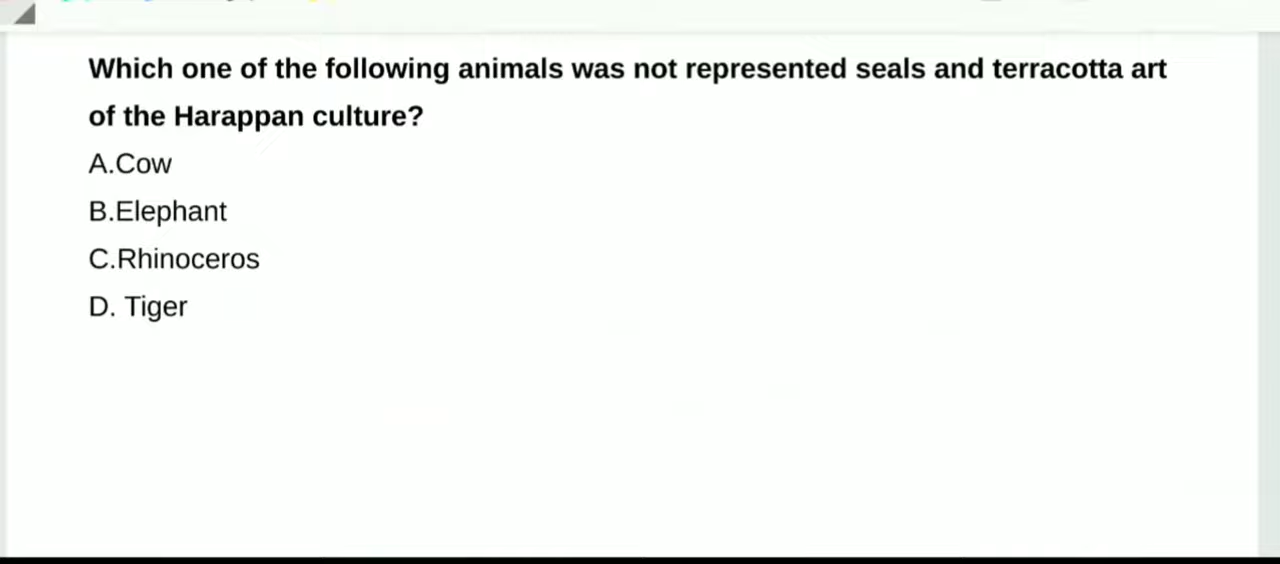 Which one of the following animals was not represented seals and terracotta art
of the Harappan culture?
A.Cow
B.Elephant
C.Rhinoceros
D. Tiger